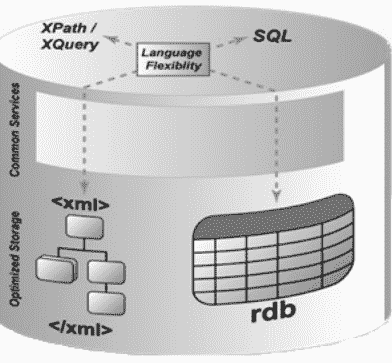 XPath /
XQuery
Language
Flexiblity
SQL
Common Services
Optimized Storage
<xml>
</xml>
rdb